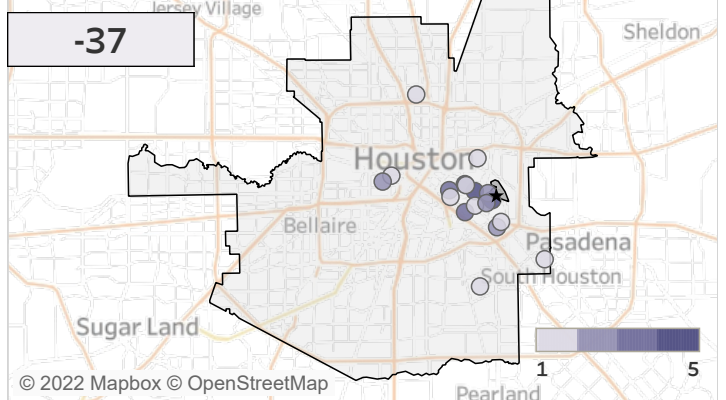 Jersey Village
-37
Sheldon
Houston
Bellaire
Pasadena
South Houston
Sugar Land
1 5
© 2022 Mapbox © OpenStreetMap
Pearland